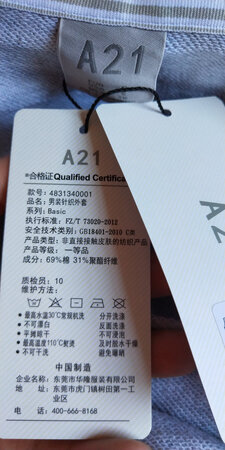 A21
A21
合格证Qualified Certifica
款号: 4831340001
品名: 男装针织外套
系列: Basic
执行标准: FZ/T 73020-2012
安全技术类别: GB18401-2010 C类
产品类型: 非直接接触皮肤的纺织产品
产品等级: 一等品
成分: 69%棉 31%聚酯纤维
质检员: 10
维护方法:
最高水温30℃常规机洗 分开洗涤
不可漂白 反面洗涤
平摊晾干 不可浸泡
最高温度110℃熨烫 及时脱水干燥
不可干洗 避免曝晒
中国制造
企业: 东莞市华隆服装有限公司
地址: 东莞市虎门镇树田第一工业区
电话: 400-666-8168
A2